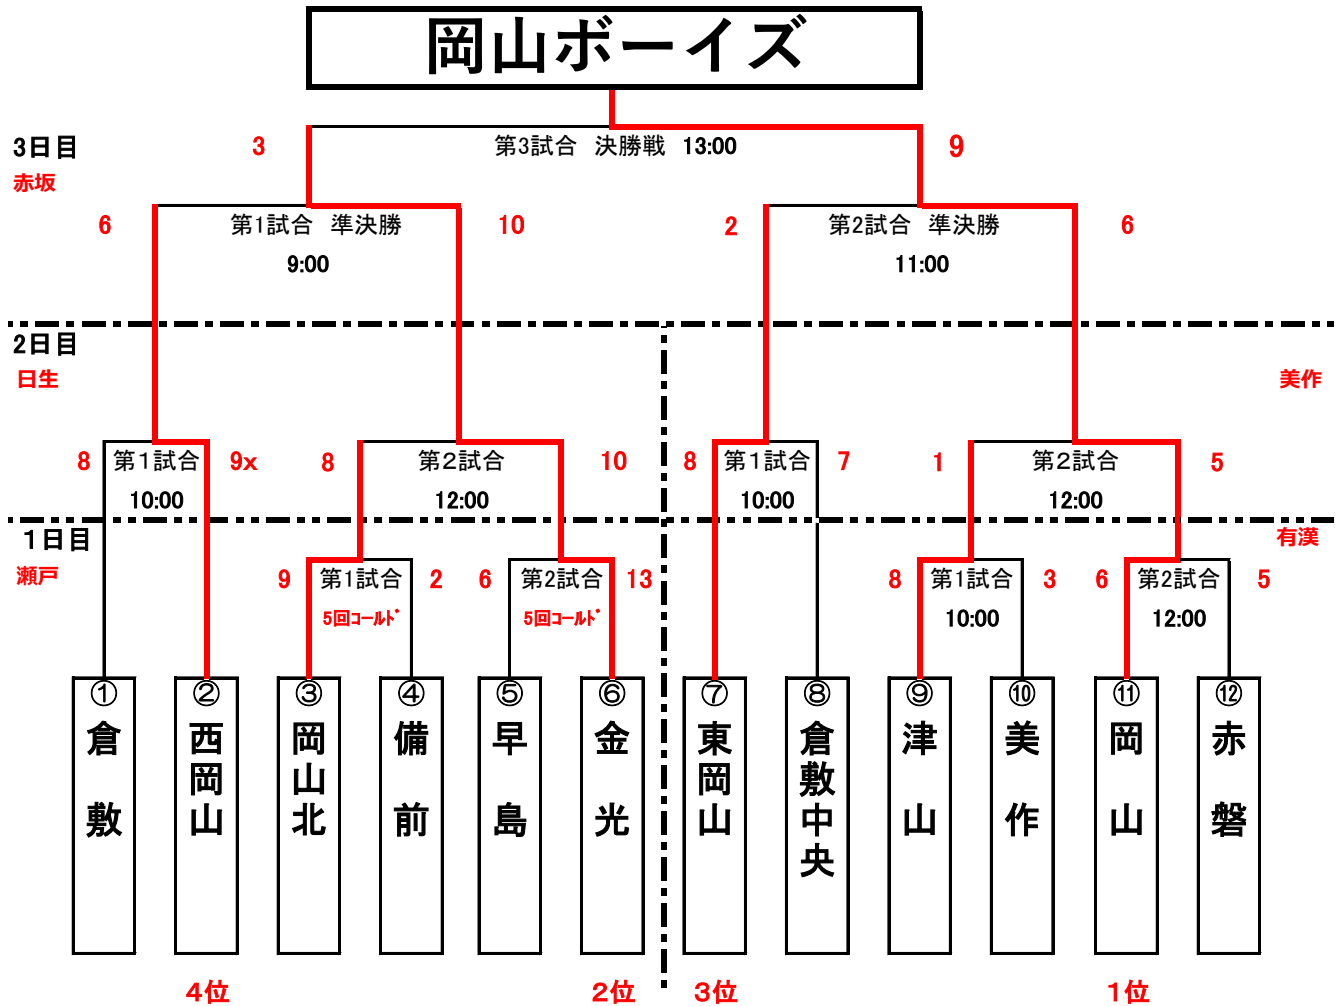 岡山ボーイズ
3日目
赤坂
3
第3試合 決勝戦 13:00
9
6
第1試合 準決勝
9:00
10
2
第2試合 準決勝
11:00
6
2日目
日生
美作
8
第１試合
10:00
9x
8
第２試合
12:00
10
8
第１試合
10:00
7
1
第２試合
12:00
5
１日目
瀬戸
有漢
9
第1試合
5回ｺｰﾙﾄﾞ
2
6
第2試合
5回ｺｰﾙﾄﾞ
13
8
第1試合
10:00
3
6
第2試合
12:00
5
①
倉敷
②
西岡山
③
岡山北
④
備前
⑤
早島
⑥
金光
⑦
東岡山
⑧
倉敷中央
⑨
津山
⑩
美作
⑪
岡山
⑫
赤磐
４位
２位
３位
１位